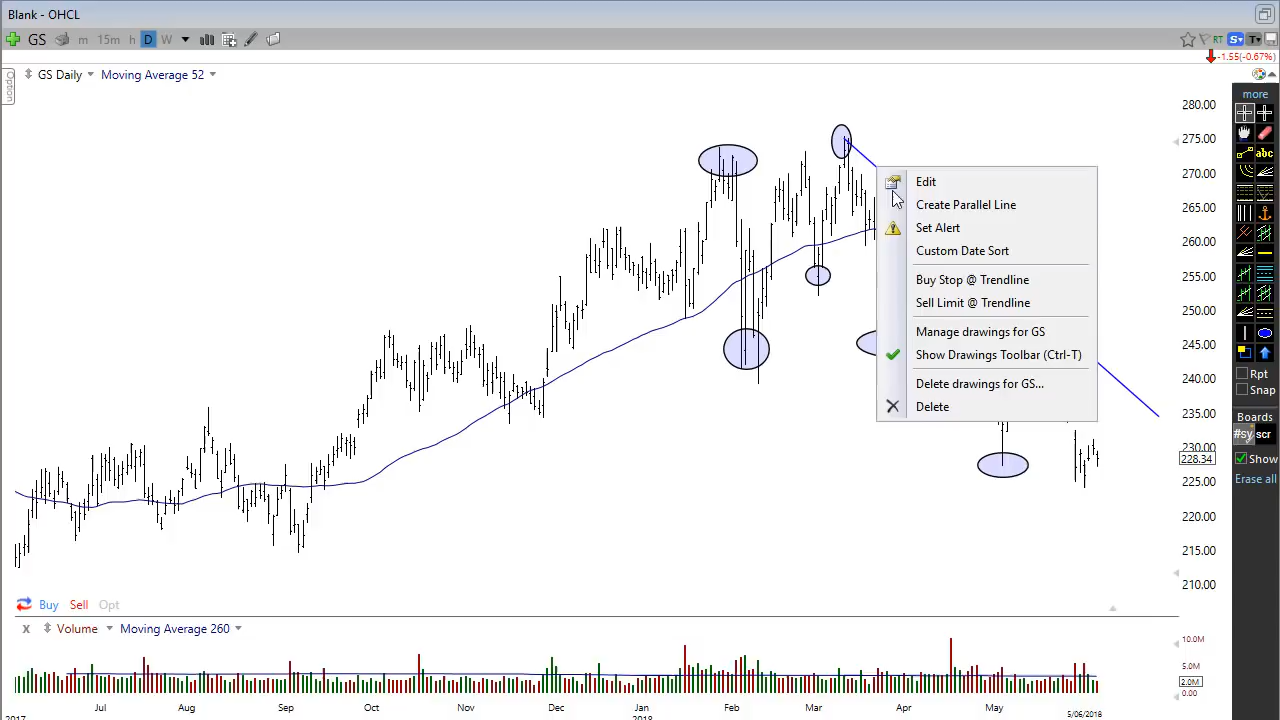 Blank - OHCL
GS m 15m h D W RT S T
-1.55(-0.67%)
Option
GS Daily Moving Average 52
more
280.00
275.00
270.00
265.00
260.00
255.00
250.00
245.00
240.00
235.00
230.00
228.34
225.00
220.00
215.00
210.00
abc
Edit
Create Parallel Line
Set Alert
Custom Date Sort
Buy Stop @ Trendline
Sell Limit @ Trendline
Manage drawings for GS
Show Drawings Toolbar (Ctrl-T)
Delete drawings for GS...
Delete
Rpt
Snap
Boards
#sy scr
Show
Erase all
Buy Sell Opt
X Volume Moving Average 260
10.0M
5.0M
2.0M
0.00
Jul Aug Sep Oct Nov Dec Jan Feb Mar Apr May
2017 2018 5/06/2018